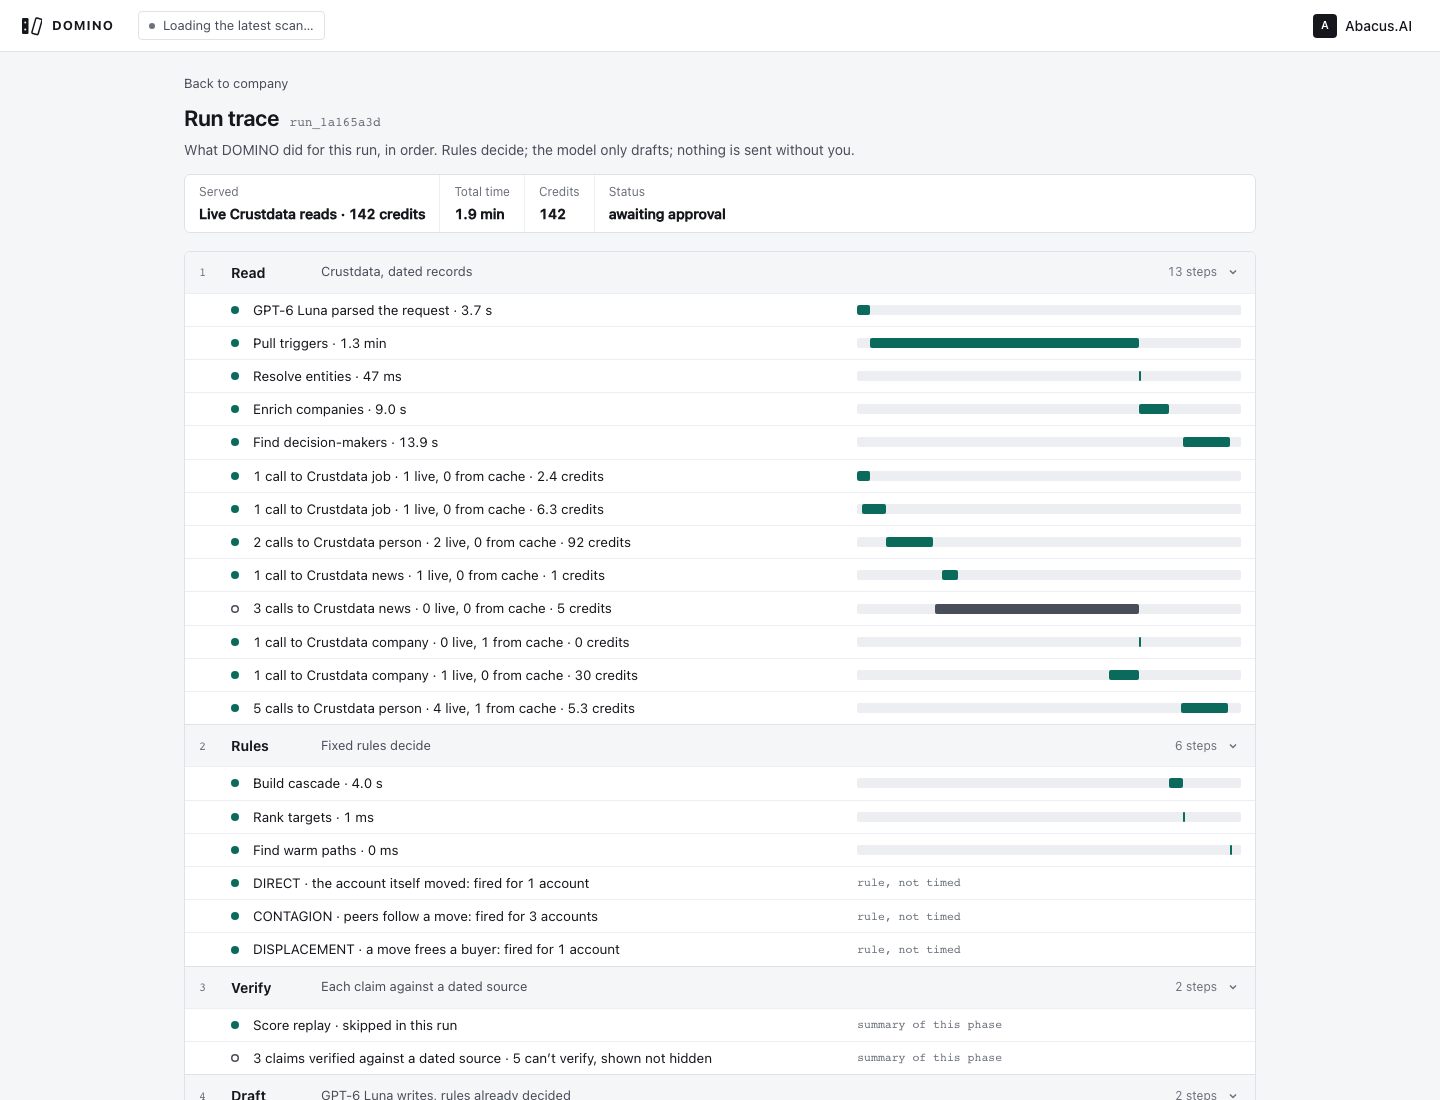 DOMINO
Loading the latest scan...
A
Abacus.AI
Back to company
Run trace run_1a165a3d
What DOMINO did for this run, in order. Rules decide; the model only drafts; nothing is sent without you.
Served
Live Crustdata reads · 142 credits
Total time
1.9 min
Credits
142
Status
awaiting approval
1 Read Crustdata, dated records 13 steps
GPT-6 Luna parsed the request · 3.7 s
Pull triggers · 1.3 min
Resolve entities · 47 ms
Enrich companies · 9.0 s
Find decision-makers · 13.9 s
1 call to Crustdata job · 1 live, 0 from cache · 2.4 credits
1 call to Crustdata job · 1 live, 0 from cache · 6.3 credits
2 calls to Crustdata person · 2 live, 0 from cache · 92 credits
1 call to Crustdata news · 1 live, 0 from cache · 1 credits
3 calls to Crustdata news · 0 live, 0 from cache · 5 credits
1 call to Crustdata company · 0 live, 1 from cache · 0 credits
1 call to Crustdata company · 1 live, 0 from cache · 30 credits
5 calls to Crustdata person · 4 live, 1 from cache · 5.3 credits
2 Rules Fixed rules decide 6 steps
Build cascade · 4.0 s
Rank targets · 1 ms
Find warm paths · 0 ms
DIRECT · the account itself moved: fired for 1 account rule, not timed
CONTAGION · peers follow a move: fired for 3 accounts rule, not timed
DISPLACEMENT · a move frees a buyer: fired for 1 account rule, not timed
3 Verify Each claim against a dated source 2 steps
Score replay · skipped in this run summary of this phase
3 claims verified against a dated source · 5 can't verify, shown not hidden summary of this phase
4 Draft GPT-6 Luna writes, rules already decided 2 steps